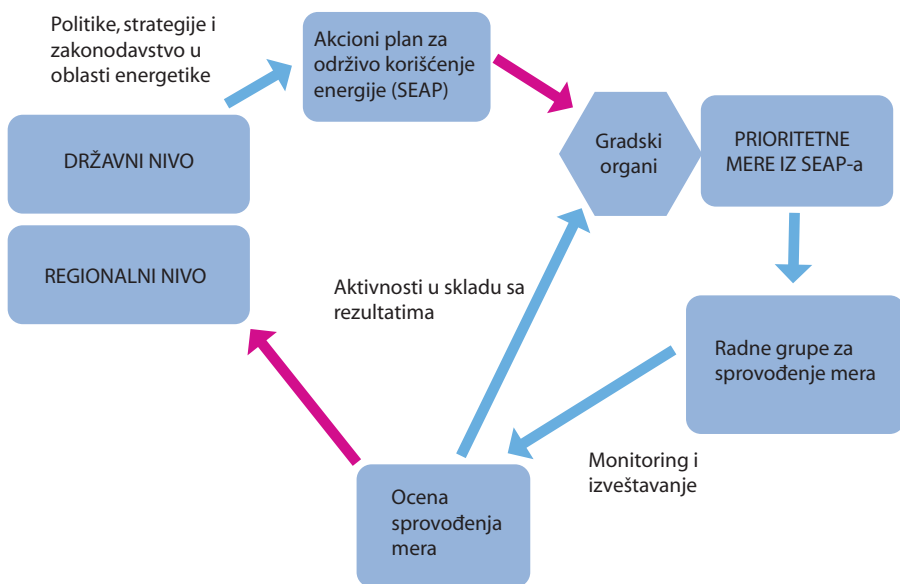 Politike, strategije i
zakonodavstvo u
oblasti energetike
Akcioni plan za
održivo korišćenje
energije (SEAP)
Gradski
organi
PRIORITETNE
MERE IZ SEAP-a
DRŽAVNI NIVO
REGIONALNI NIVO
Aktivnosti u skladu sa
rezultatima
Radne grupe za
sprovođenje mera
Monitoring i
izveštavanje
Ocena
sprovođenja
mera